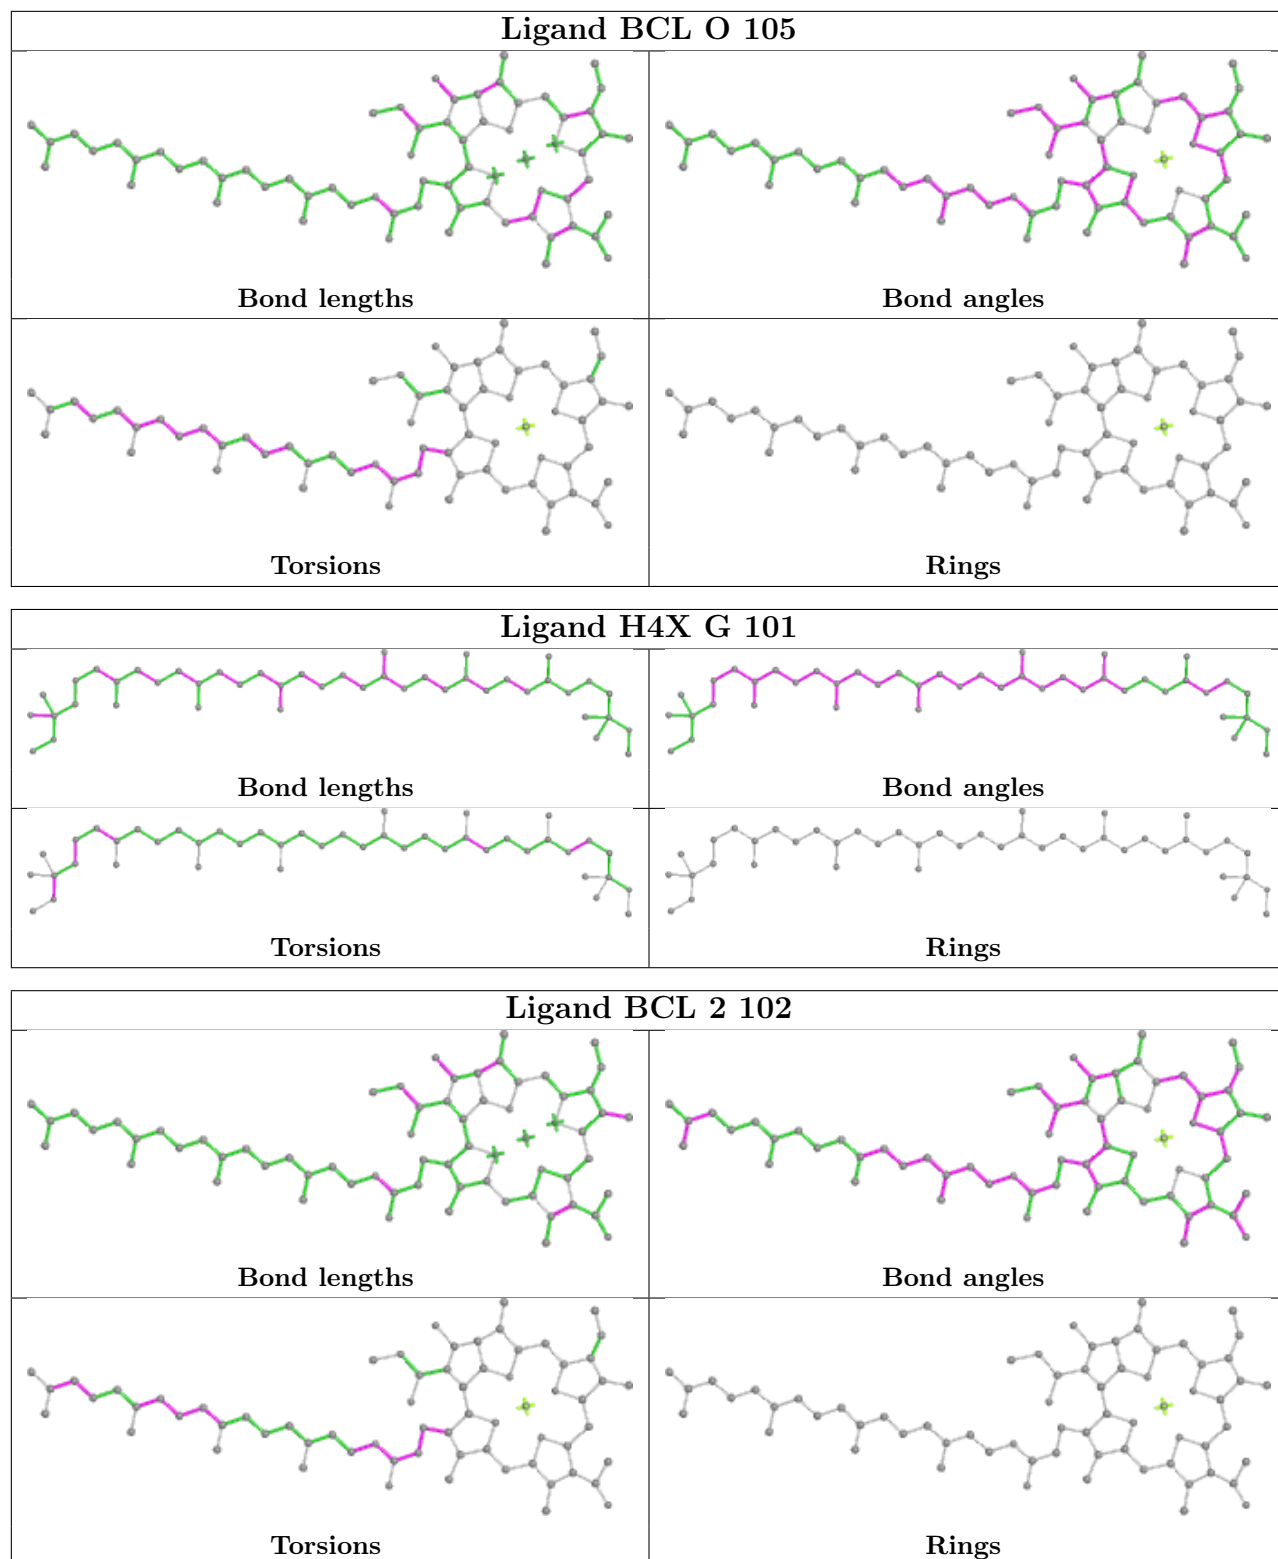 Ligand BCL O 105
Bond lengths
Bond angles
Torsions
Rings
Ligand H4X G 101
Bond lengths
Bond angles
Torsions
Rings
Ligand BCL 2 102
Bond lengths
Bond angles
Torsions
Rings